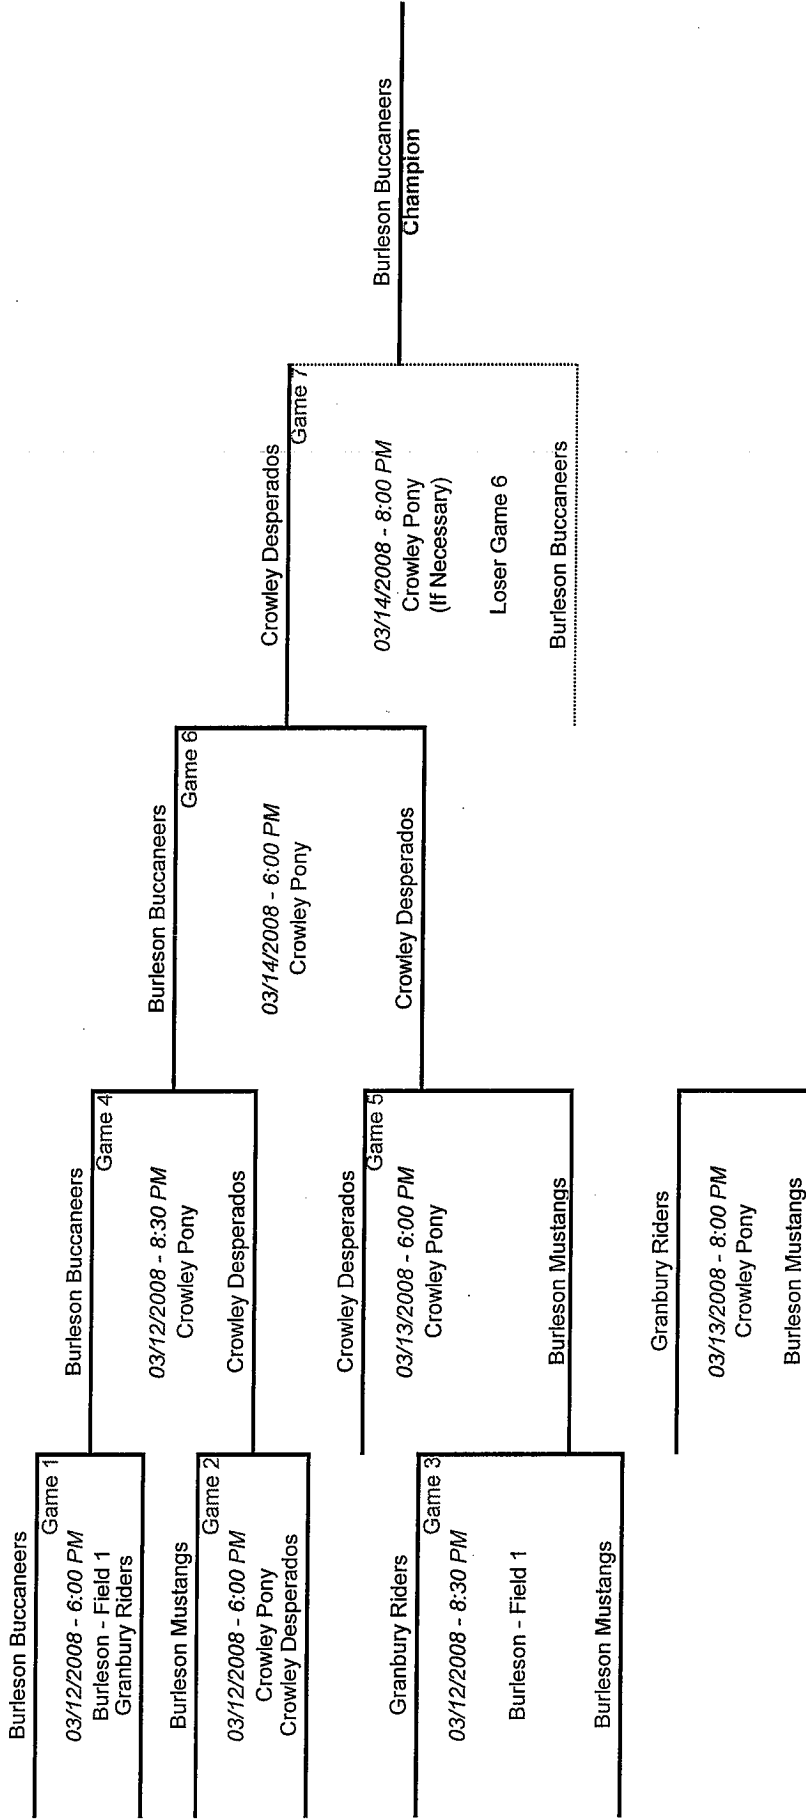 Burleson Buccaneers
Game 1
03/12/2008 - 6:00 PM
Burleson - Field 1
Granbury Riders
Burleson Mustangs
Game 2
03/12/2008 - 6:00 PM
Crowley Pony
Crowley Desperados
Granbury Riders
Game 3
03/12/2008 - 8:30 PM
Burleson - Field 1
Burleson Mustangs
Burleson Buccaneers
Game 4
03/12/2008 - 8:30 PM
Crowley Pony
Crowley Desperados
Crowley Desperados
Game 5
03/13/2008 - 6:00 PM
Crowley Pony
Burleson Mustangs
Granbury Riders
03/13/2008 - 8:00 PM
Crowley Pony
Burleson Mustangs
Burleson Buccaneers
Game 6
03/14/2008 - 6:00 PM
Crowley Pony
Crowley Desperados
Crowley Desperados
Game 7
03/14/2008 - 8:00 PM
Crowley Pony
(If Necessary)
Loser Game 6
Burleson Buccaneers
Burleson Buccaneers
Champion